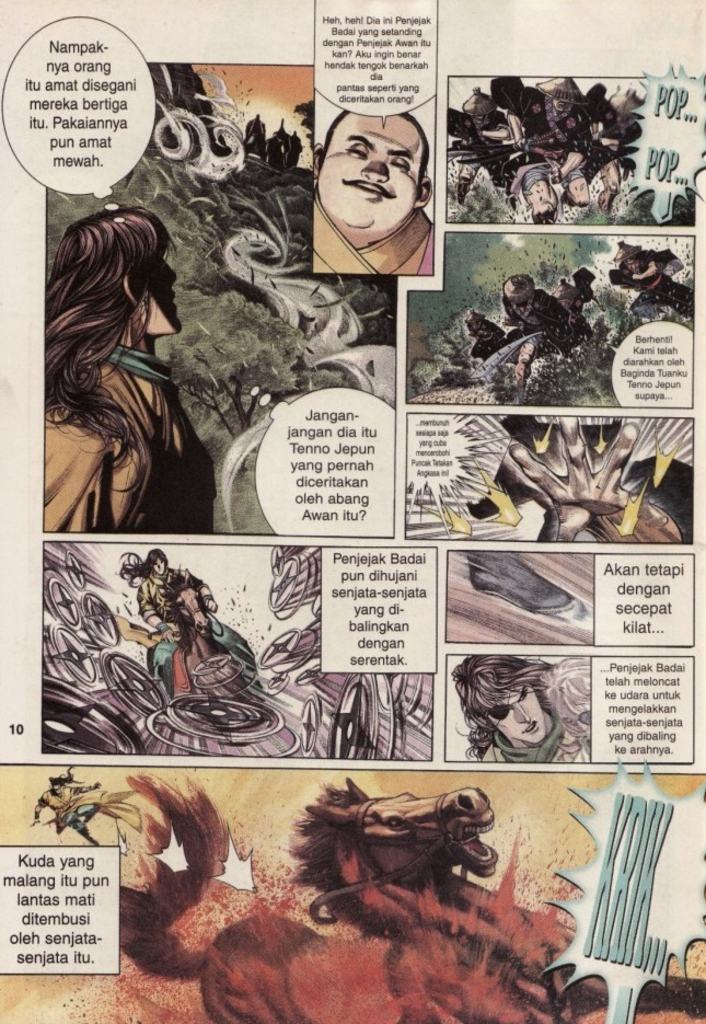 Nampak-
nya orang
itu amat disegani
mereka bertiga
itu. Pakaiannya
pun amat
mewah.
Heh, heh! Dia ini Penjejak
Badai yang setanding
dengan Penjejak Awan itu
kan? Aku ingin benar
hendak tengok benarkah
dia
pantas seperti yang
diceritakan orang!
POP...
POP...
Jangan-
jangan dia itu
Tenno Jepun
yang pernah
diceritakan
oleh abang
Awan itu?
Berhenti!
Kami telah
diarahkan oleh
Baginda Tuanku
Tenno Jepun
supaya...
...membunuh
sesiapa saja
yang cuba
mencerobohi
Puncak Tetakan
Angkasa ini!
Penjejak Badai
pun dihujani
senjata-senjata
yang di-
balingkan
dengan
serentak.
Akan tetapi
dengan
secepat
kilat...
...Penjejak Badai
telah meloncat
ke udara untuk
mengelakkan
senjata-senjata
yang dibaling
ke arahnya.
10
Kuda yang
malang itu pun
lantas mati
ditembusi
oleh senjata-
senjata itu.